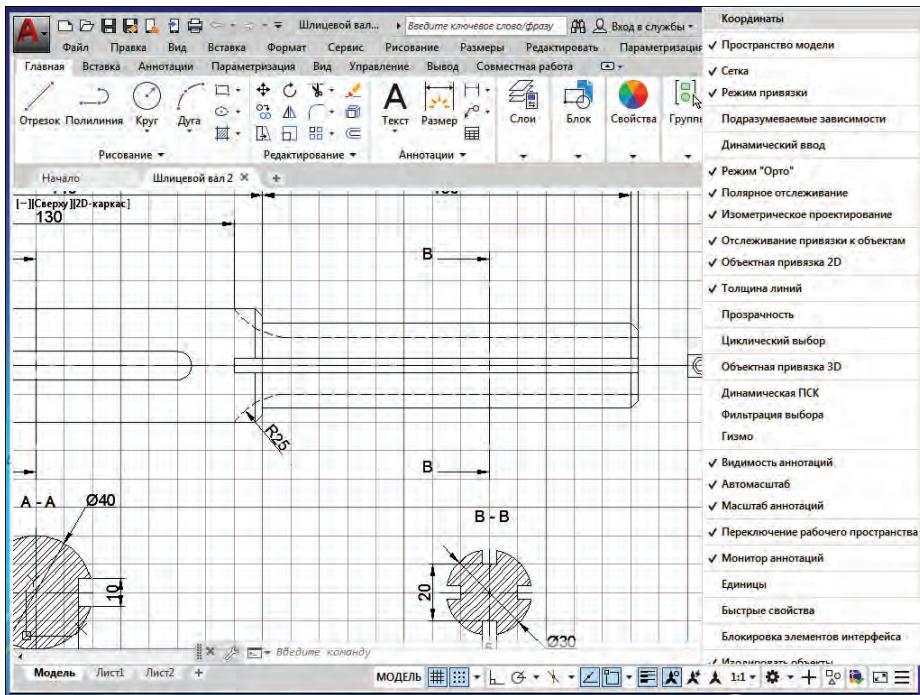 Шлицевой вал... Введите ключевое слово/фразу Вход в службы
Файл Правка Вид Вставка Формат Сервис Рисование Размеры Редактировать Параметризация
Главная Вставка Аннотации Параметризация Вид Управление Вывод Совместная работа
Отрезок Полилиния Круг Дуга Текст Размер Слои Блок Свойства Группы
Рисование Редактирование Аннотации
Начало Шлицевой вал 2 +
[−][Сверху][2D-каркас]
130
B
R25
B
A - A
Ø40
10
B - B
20
Ø30
Введите команду
Модель Лист1 Лист2 +
МОДЕЛЬ 1:1
Координаты
Пространство модели
Сетка
Режим привязки
Подразумеваемые зависимости
Динамический ввод
Режим "Орто"
Полярное отслеживание
Изометрическое проектирование
Отслеживание привязки к объектам
Объектная привязка 2D
Толщина линий
Прозрачность
Циклический выбор
Объектная привязка 3D
Динамическая ПСК
Фильтрация выбора
Гизмо
Видимость аннотаций
Автомасштаб
Масштаб аннотаций
Переключение рабочего пространства
Монитор аннотаций
Единицы
Быстрые свойства
Блокировка элементов интерфейса
Изолировать объекты